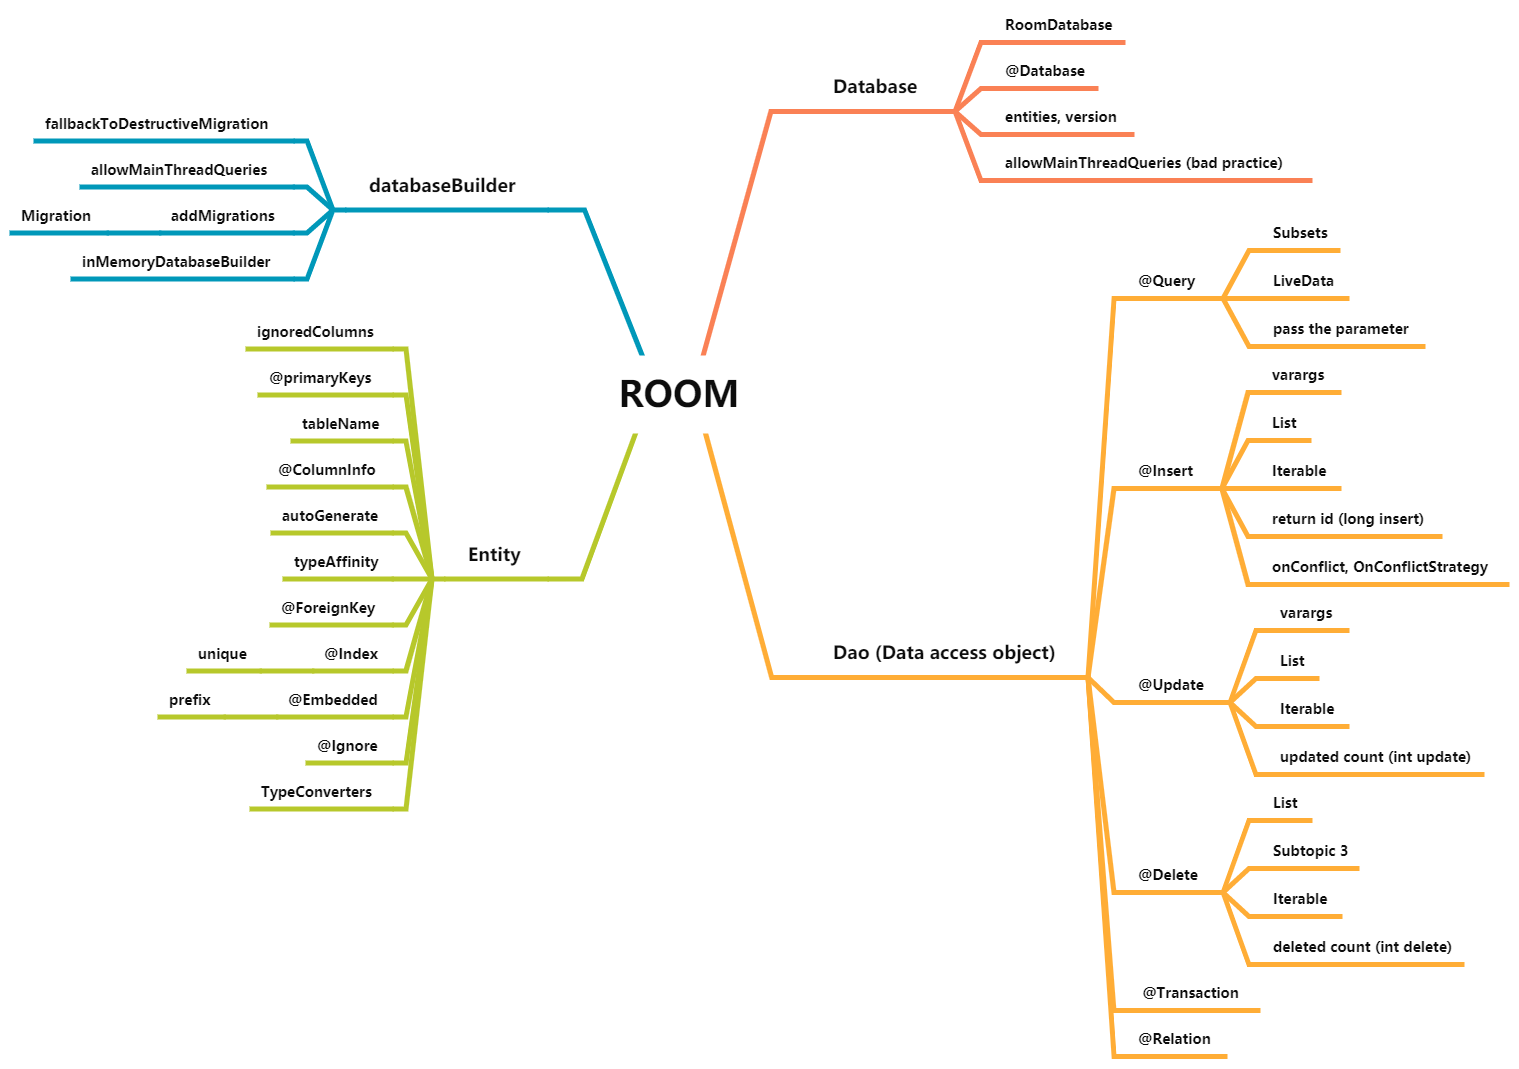 ROOM
Database
RoomDatabase
@Database
entities, version
allowMainThreadQueries (bad practice)
databaseBuilder
fallbackToDestructiveMigration
allowMainThreadQueries
addMigrations
Migration
inMemoryDatabaseBuilder
Entity
ignoredColumns
@primaryKeys
tableName
@ColumnInfo
autoGenerate
typeAffinity
@ForeignKey
@Index
unique
@Embedded
prefix
@Ignore
TypeConverters
Dao (Data access object)
@Query
Subsets
LiveData
pass the parameter
@Insert
varargs
List
Iterable
return id (long insert)
onConflict, OnConflictStrategy
@Update
varargs
List
Iterable
updated count (int update)
@Delete
List
Subtopic 3
Iterable
deleted count (int delete)
@Transaction
@Relation